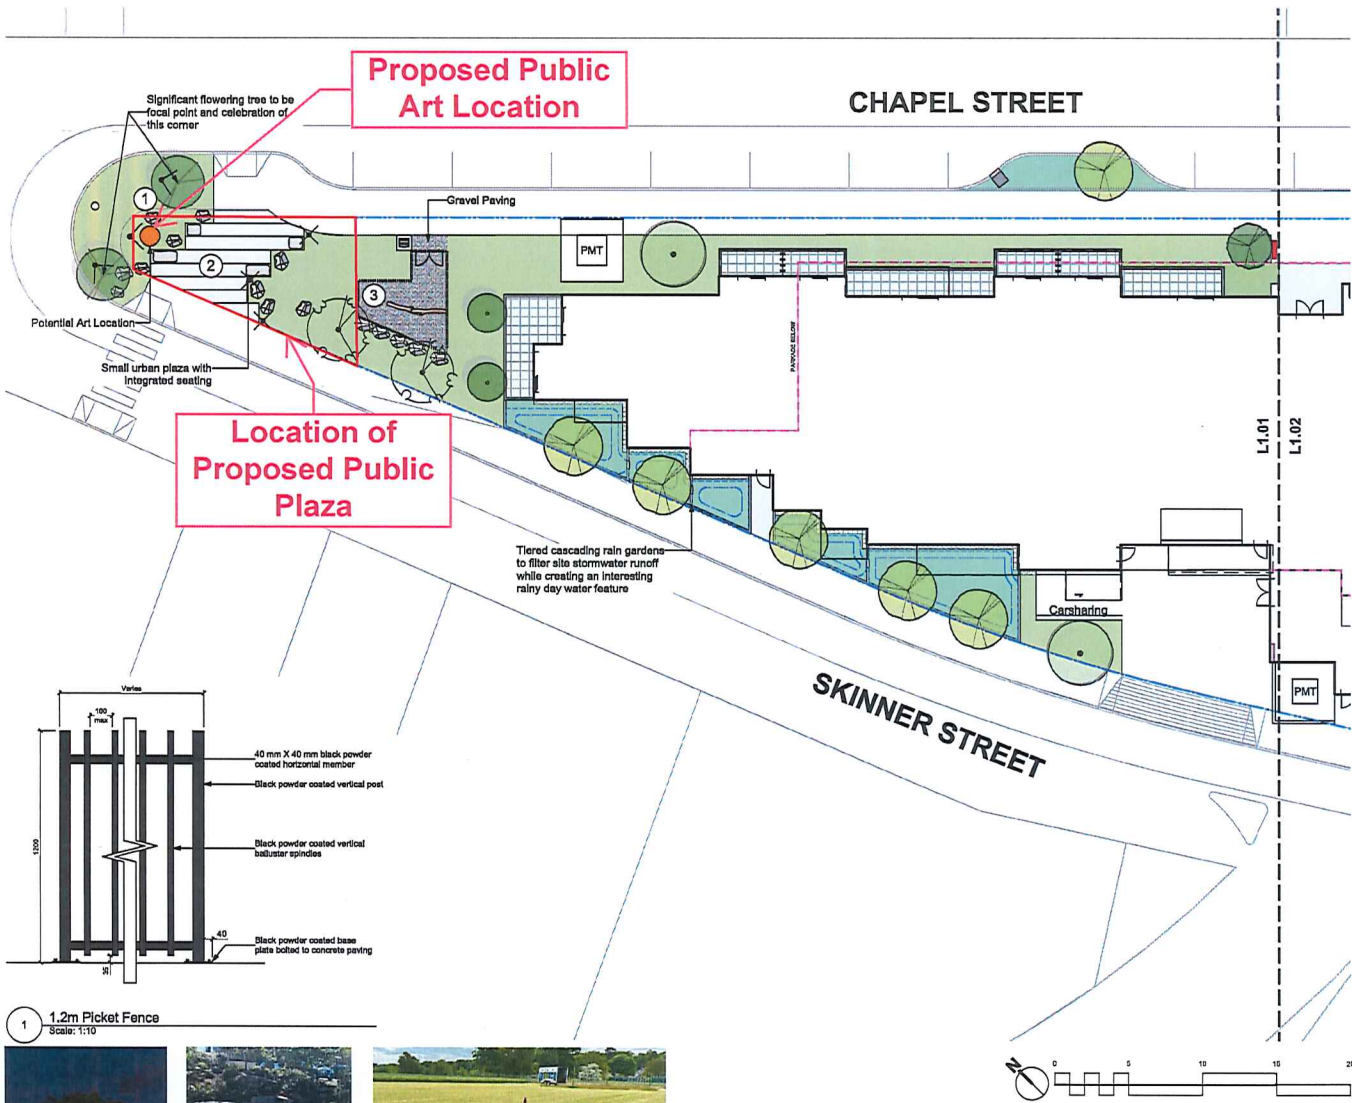 Proposed Public
Art Location
CHAPEL STREET
Significant flowering tree to be
focal point and celebration of
this corner
1
Gravel Paving
2
PMT
3
Potential Art Location
Small urban plaza with
integrated seating
PARKADE BELOW
Location of
Proposed Public
Plaza
L1.01
L1.02
Tiered cascading rain gardens
to filter site stormwater runoff
while creating an interesting
rainy day water feature
Carsharing
SKINNER STREET
PMT
Varies
100
max
40 mm X 40 mm black powder
coated horizontal member
Black powder coated vertical post
1200
Black powder coated vertical
balluster spindles
40
Black powder coated base
plate bolted to concrete paving
35
1
1.2m Picket Fence
Scale: 1:10
N
0 5 10 15 20